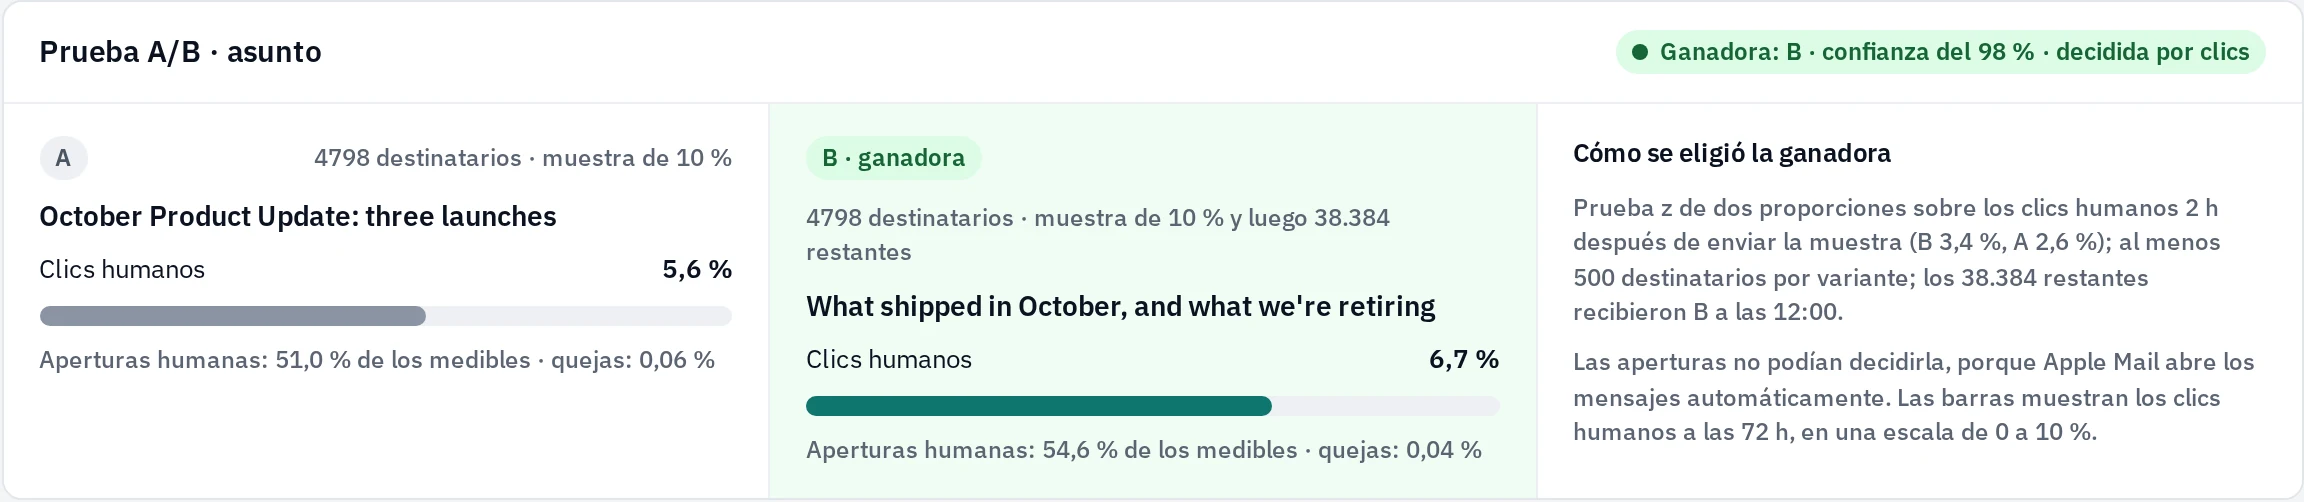 Prueba A/B · asunto
Ganadora: B · confianza del 98 % · decidida por clics
A
4798 destinatarios · muestra de 10 %
October Product Update: three launches
Clics humanos
5,6 %
Aperturas humanas: 51,0 % de los medibles · quejas: 0,06 %
B · ganadora
4798 destinatarios · muestra de 10 % y luego 38.384
restantes
What shipped in October, and what we're retiring
Clics humanos
6,7 %
Aperturas humanas: 54,6 % de los medibles · quejas: 0,04 %
Cómo se eligió la ganadora
Prueba z de dos proporciones sobre los clics humanos 2 h
después de enviar la muestra (B 3,4 %, A 2,6 %); al menos
500 destinatarios por variante; los 38.384 restantes
recibieron B a las 12:00.
Las aperturas no podían decidirla, porque Apple Mail abre los
mensajes automáticamente. Las barras muestran los clics
humanos a las 72 h, en una escala de 0 a 10 %.